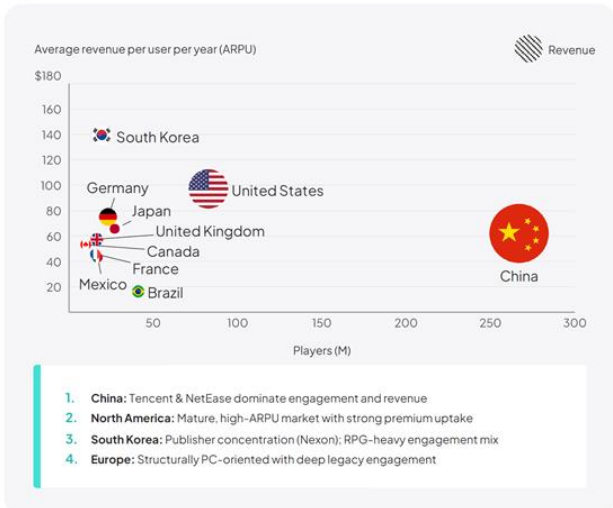 Average revenue per user per year (ARPU)
Revenue
$180
160
140
120
100
80
60
40
20
South Korea
United States
Germany
Japan
United Kingdom
Canada
France
Mexico
Brazil
China
50
100
150
200
250
300
Players (M)
1. China: Tencent & NetEase dominate engagement and revenue
2. North America: Mature, high-ARPU market with strong premium uptake
3. South Korea: Publisher concentration (Nexon); RPG-heavy engagement mix
4. Europe: Structurally PC-oriented with deep legacy engagement